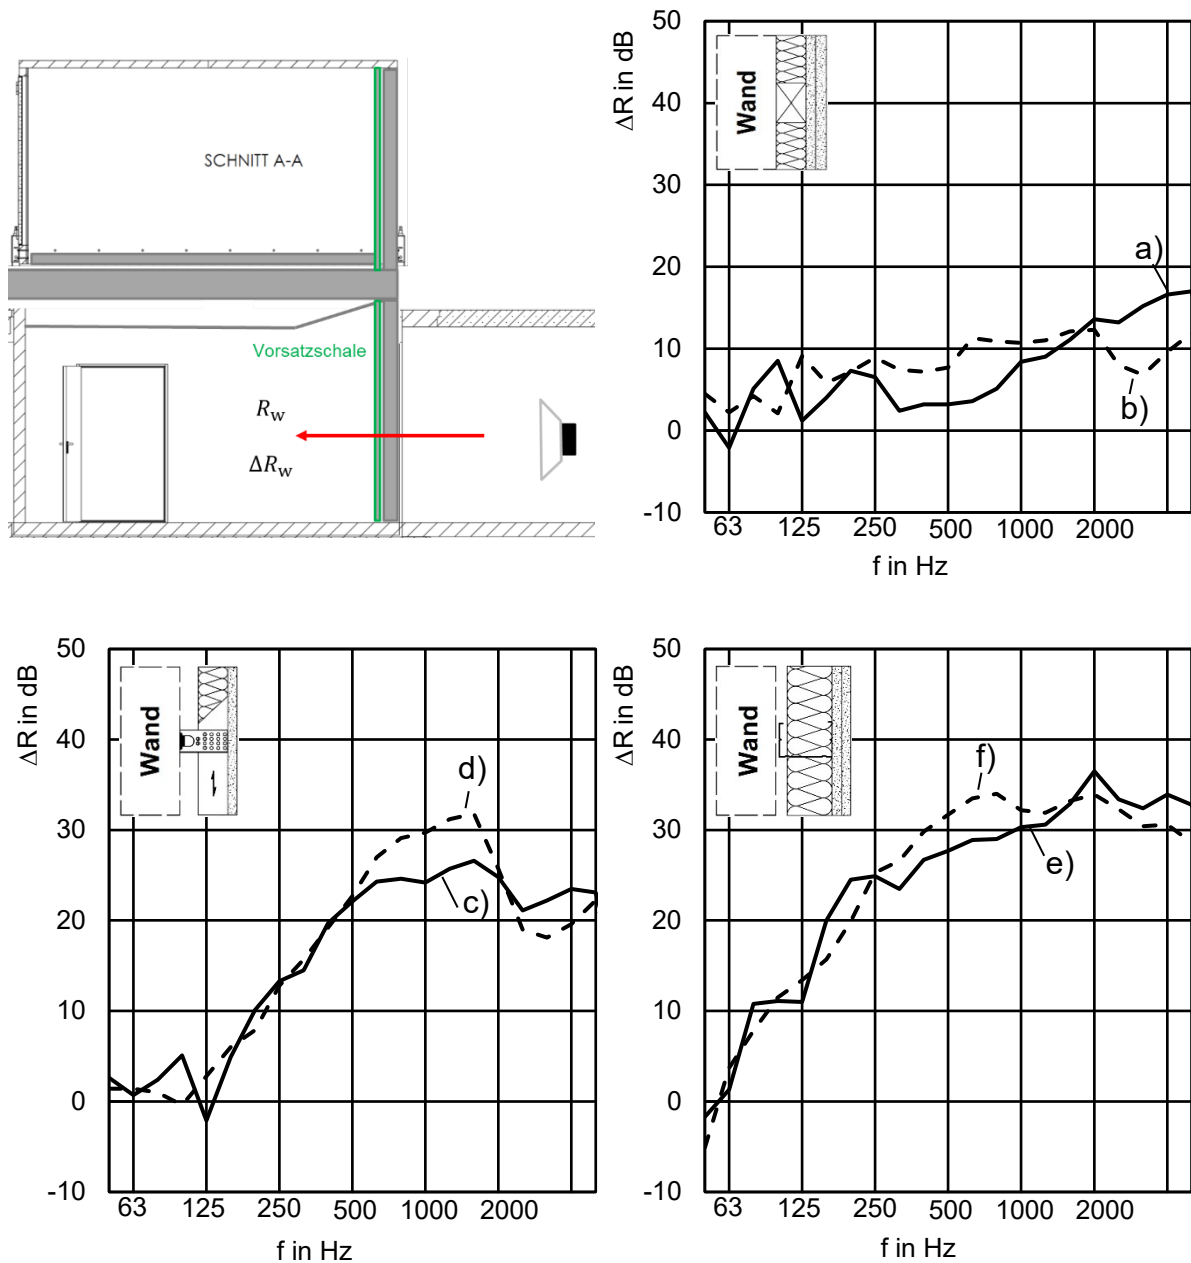 SCHNITT A-A
Vorsatzschale
R_w
ΔR_w
ΔR in dB
50
40
30
20
10
0
-10
Wand
a)
b)
63 125 250 500 1000 2000
f in Hz
ΔR in dB
50
40
30
20
10
0
-10
Wand
d)
c)
63 125 250 500 1000 2000
f in Hz
ΔR in dB
50
40
30
20
10
0
-10
Wand
f)
e)
63 125 250 500 1000 2000
f in Hz